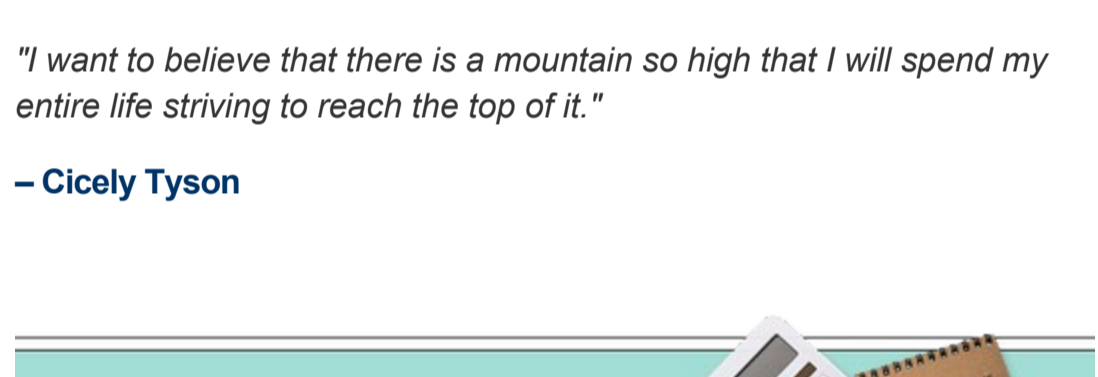 "I want to believe that there is a mountain so high that I will spend my
entire life striving to reach the top of it."
– Cicely Tyson